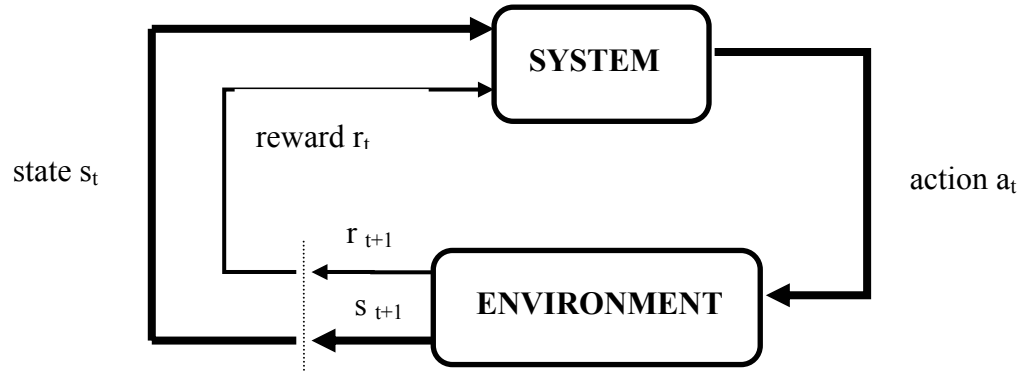 SYSTEM
reward rₜ
state sₜ
action aₜ
r ₜ₊₁
s ₜ₊₁
ENVIRONMENT